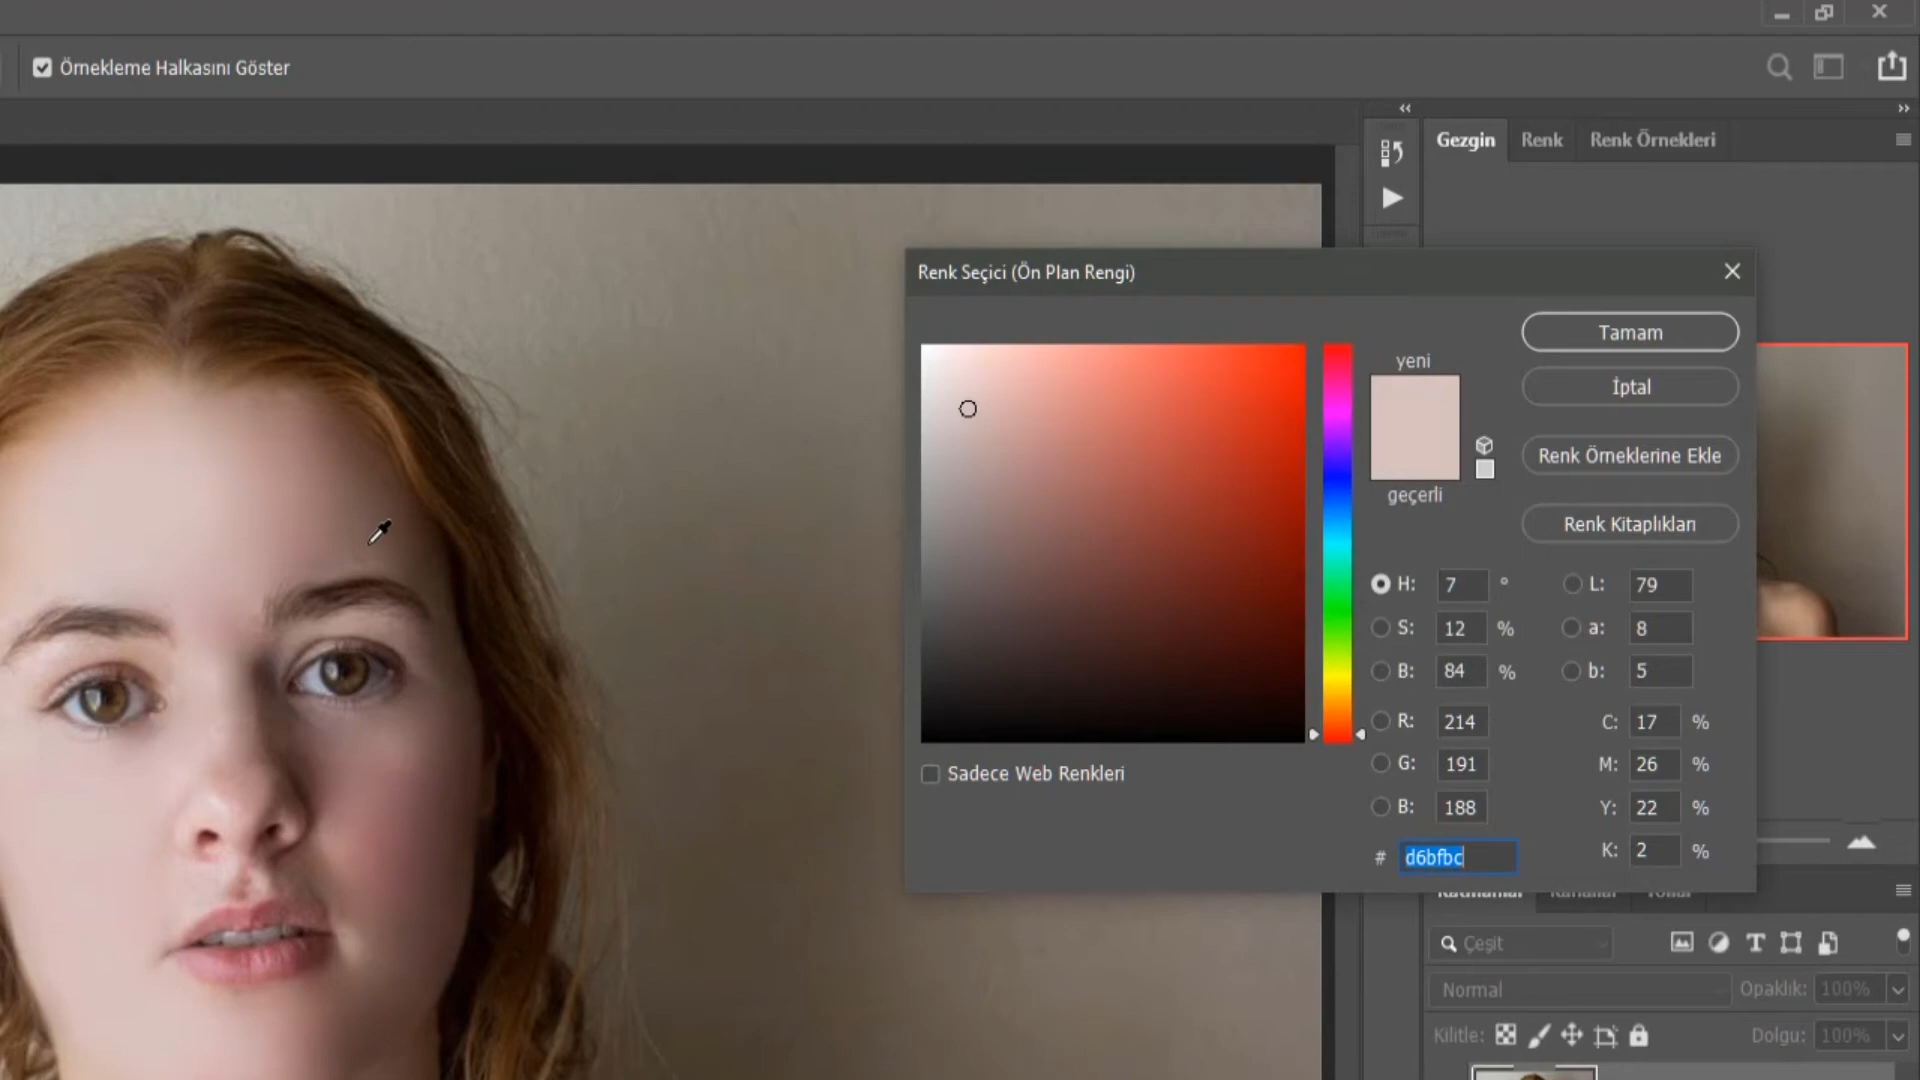 Örnekleme Halkasını Göster
Gezgin Renk Renk Örnekleri
Renk Seçici (Ön Plan Rengi)
Tamam
yeni
İptal
Renk Örneklerine Ekle
geçerli
Renk Kitaplıkları
H: 7 ° L: 79
S: 12 % a: 8
B: 84 % b: 5
R: 214 C: 17 %
G: 191 M: 26 %
Sadece Web Renkleri
B: 188 Y: 22 %
# d6bfbc K: 2 %
Çeşit
Normal Opaklık: 100%
Kilitle: Dolgu: 100%